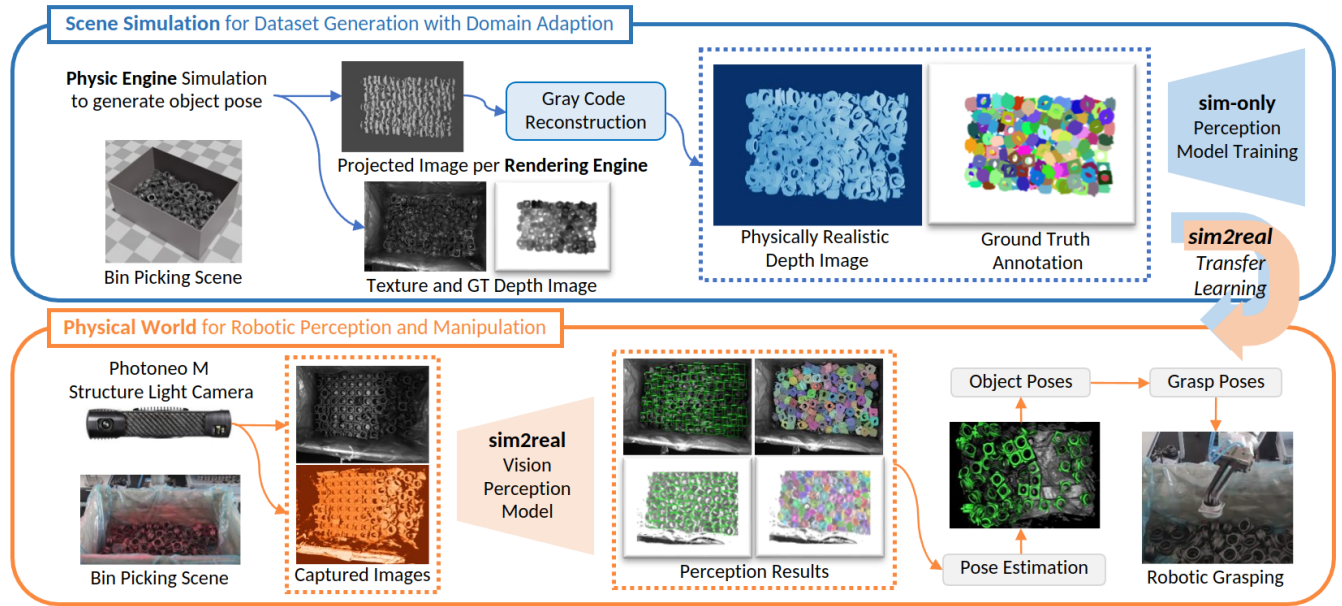 Scene Simulation for Dataset Generation with Domain Adaption
Physic Engine Simulation
to generate object pose
Bin Picking Scene
Projected Image per Rendering Engine
Gray Code
Reconstruction
Texture and GT Depth Image
Physically Realistic
Depth Image
Ground Truth
Annotation
sim-only
Perception
Model Training
sim2real
Transfer
Learning
Physical World for Robotic Perception and Manipulation
Photoneo M
Structure Light Camera
Bin Picking Scene
Captured Images
sim2real
Vision
Perception
Model
Perception Results
Object Poses
Grasp Poses
Pose Estimation
Robotic Grasping